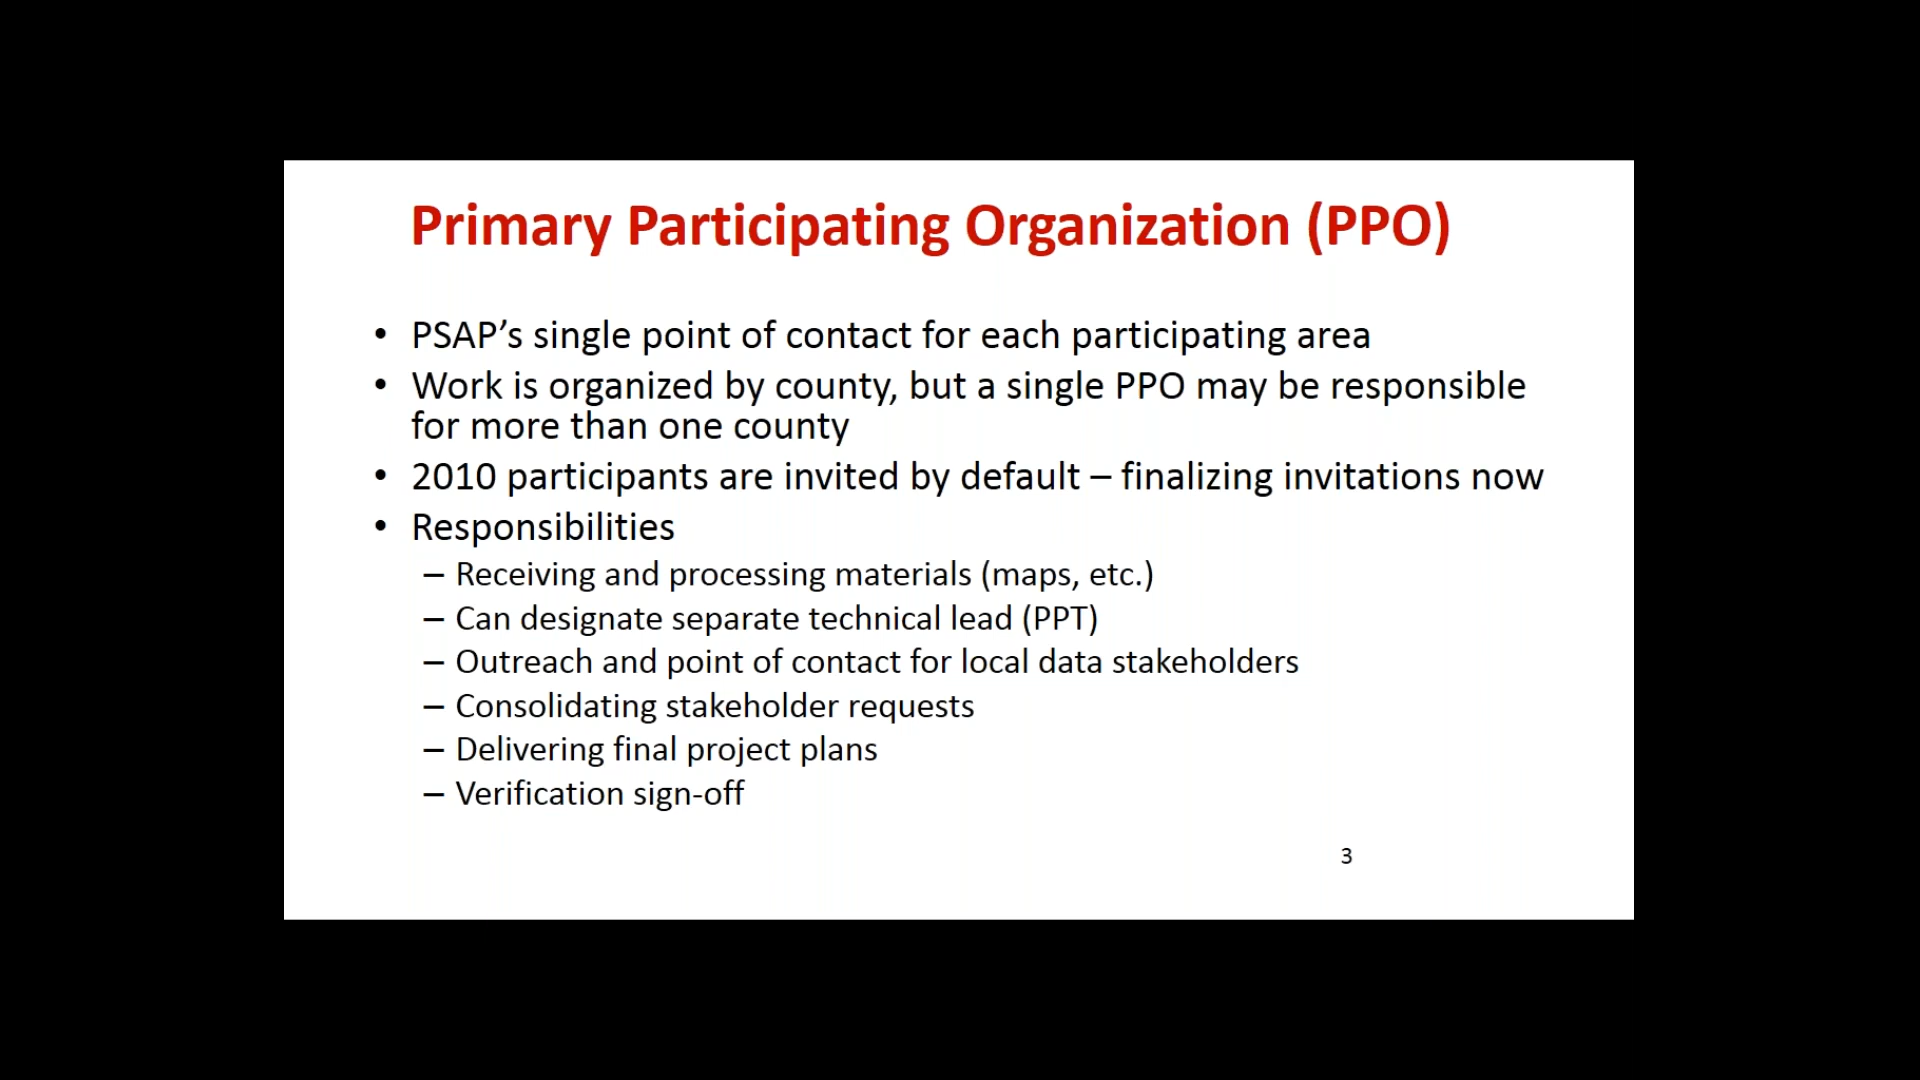 Primary Participating Organization (PPO)
• PSAP’s single point of contact for each participating area
• Work is organized by county, but a single PPO may be responsible
for more than one county
• 2010 participants are invited by default – finalizing invitations now
• Responsibilities
– Receiving and processing materials (maps, etc.)
– Can designate separate technical lead (PPT)
– Outreach and point of contact for local data stakeholders
– Consolidating stakeholder requests
– Delivering final project plans
– Verification sign-off
3